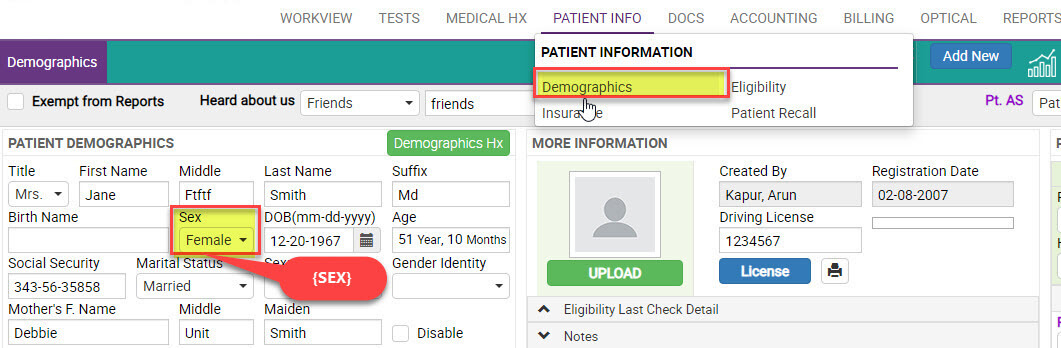 WORKVIEW TESTS MEDICAL HX PATIENT INFO DOCS ACCOUNTING BILLING OPTICAL REPORTS
PATIENT INFORMATION
Demographics Eligibility
Insurance Patient Recall
Demographics
Add New
Exempt from Reports Heard about us Friends friends
Pt. AS Pat
PATIENT DEMOGRAPHICS Demographics Hx
Title First Name Middle Last Name Suffix
Mrs. Jane Ftftf Smith Md
Birth Name Sex DOB(mm-dd-yyyy) Age
Female 12-20-1967 51 Year, 10 Months
Social Security Marital Status Sex Gender Identity
343-56-35858 Married
{SEX}
Mother's F. Name Middle Maiden
Debbie Unit Smith Disable
MORE INFORMATION
UPLOAD
Created By Registration Date
Kapur, Arun 02-08-2007
Driving License
1234567
License
Eligibility Last Check Detail
Notes